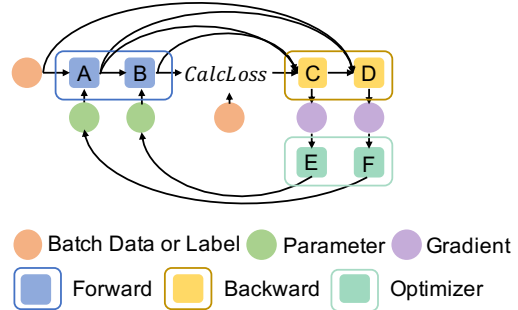 A B CalcLoss C D
E F
Batch Data or Label Parameter Gradient
Forward Backward Optimizer